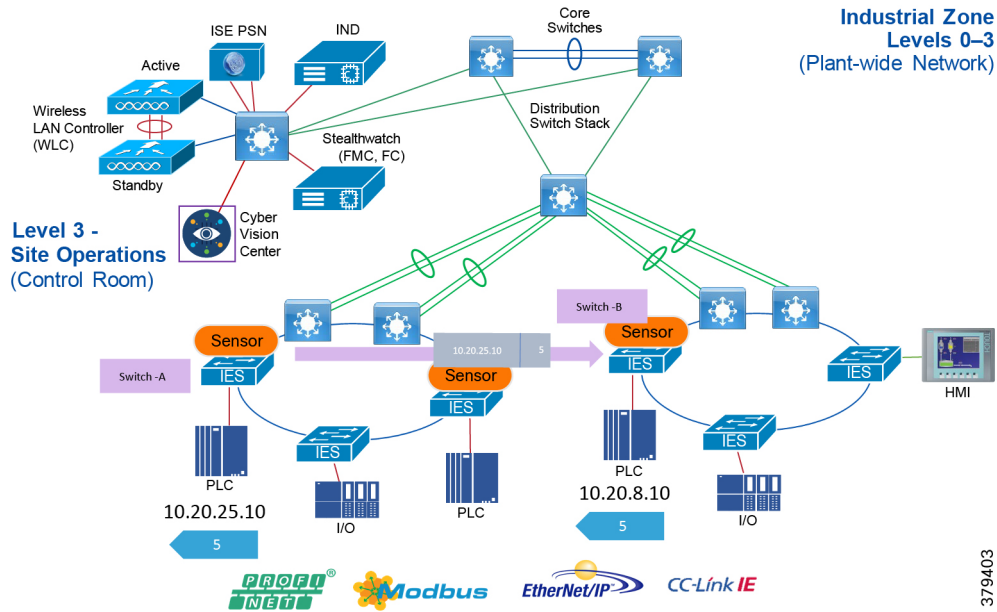 Industrial Zone
Levels 0–3
(Plant-wide Network)
Core
Switches
ISE PSN
IND
Active
Wireless
LAN Controller
(WLC)
Standby
Distribution
Switch Stack
Stealthwatch
(FMC, FC)
Cyber
Vision
Center
Level 3 -
Site Operations
(Control Room)
Switch -B
Sensor
Sensor
10.20.25.10
5
Sensor
Switch -A
IES
IES
IES
HMI
IES
IES
IES
PLC
PLC
PLC
10.20.25.10
10.20.8.10
I/O
I/O
5
5
PROFI
NET
®
Modbus
EtherNet/IP™
CC-Link IE
379403